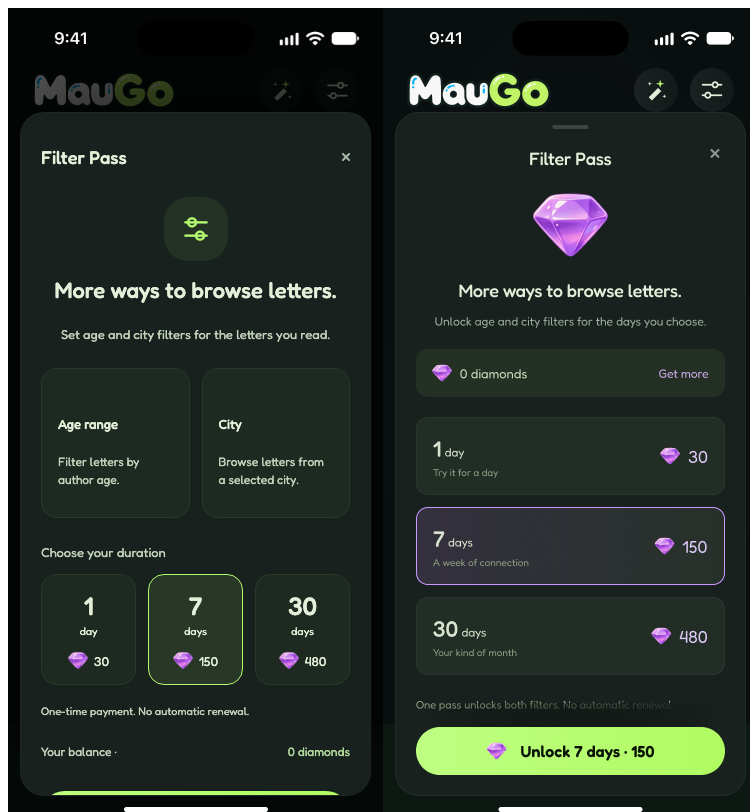 9:41
MauGo
Filter Pass
×
More ways to browse letters.
Set age and city filters for the letters you read.
Age range
Filter letters by
author age.
City
Browse letters from
a selected city.
Choose your duration
1
day
30
7
days
150
30
days
480
One-time payment. No automatic renewal.
Your balance ·
0 diamonds
9:41
MauGo
Filter Pass
×
More ways to browse letters.
Unlock age and city filters for the days you choose.
0 diamonds
Get more
1 day
Try it for a day
30
7 days
A week of connection
150
30 days
Your kind of month
480
One pass unlocks both filters. No automatic renewal.
Unlock 7 days · 150